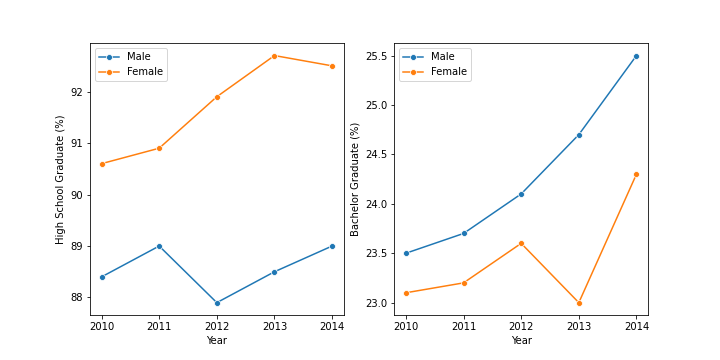 High School Graduate (%)
92
91
90
89
88
Male
Female
2010 2011 2012 2013 2014
Year
Bachelor Graduate (%)
25.5
25.0
24.5
24.0
23.5
23.0
Male
Female
2010 2011 2012 2013 2014
Year